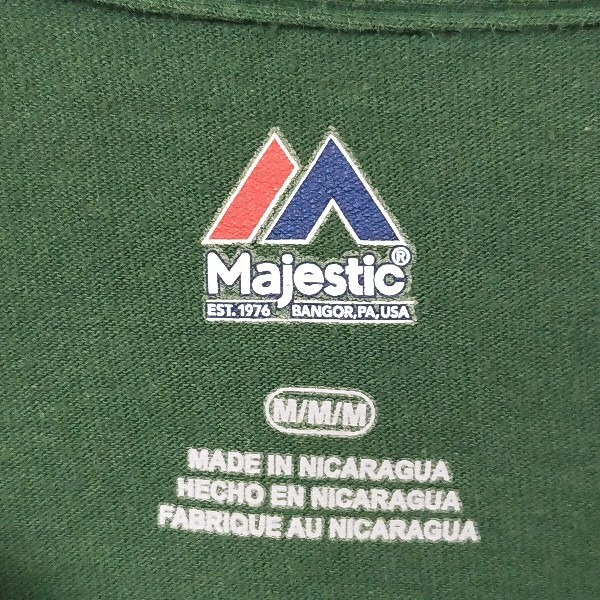 Majestic®
EST. 1976 BANGOR, PA, USA
M/M/M
MADE IN NICARAGUA
HECHO EN NICARAGUA
FABRIQUE AU NICARAGUA